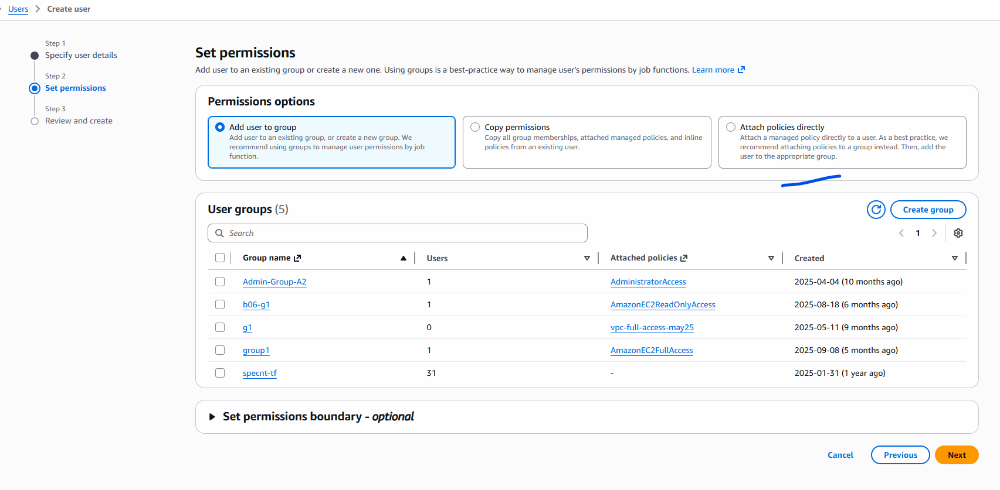 Users > Create user
Step 1
Specify user details
Step 2
Set permissions
Step 3
Review and create
Set permissions
Add user to an existing group or create a new one. Using groups is a best-practice way to manage user's permissions by job functions. Learn more
Permissions options
Add user to group
Add user to an existing group, or create a new group. We
recommend using groups to manage user permissions by job
function.
Copy permissions
Copy all group memberships, attached managed policies, and inline
policies from an existing user.
Attach policies directly
Attach a managed policy directly to a user. As a best practice, we
recommend attaching policies to a group instead. Then, add the
user to the appropriate group.
User groups (5)
Create group
Search
1
Group name Users Attached policies Created
Admin-Group-A2 1 AdministratorAccess 2025-04-04 (10 months ago)
b06-g1 1 AmazonEC2ReadOnlyAccess 2025-08-18 (6 months ago)
g1 0 vpc-full-access-may25 2025-05-11 (9 months ago)
group1 1 AmazonEC2FullAccess 2025-09-08 (5 months ago)
specnt-tf 31 - 2025-01-31 (1 year ago)
Set permissions boundary - optional
Cancel Previous Next